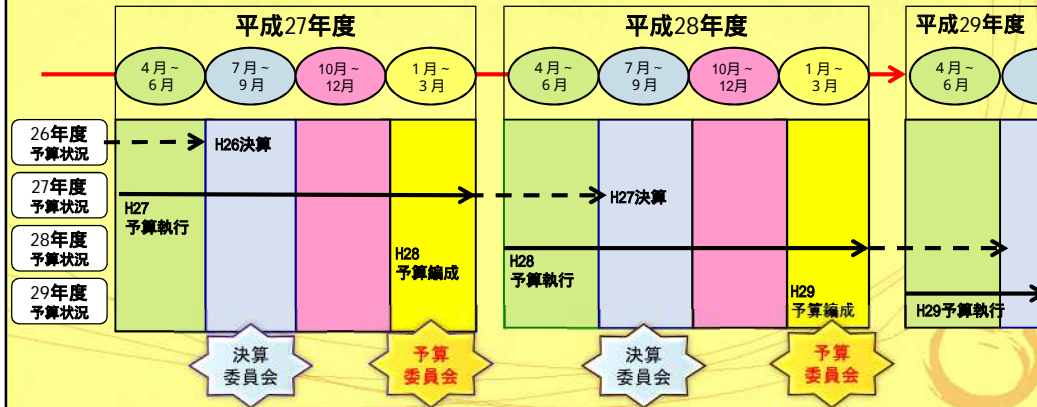 平成27年度
平成28年度
平成29年度
4月~
6月
7月~
9月
10月~
12月
1月~
3月
4月~
6月
7月~
9月
10月~
12月
1月~
3月
4月~
6月
26年度
予算状況
H26決算
27年度
予算状況
H27決算
H27
予算執行
28年度
予算状況
H28
予算編成
H28
予算執行
29年度
予算状況
H29
予算編成
H29予算執行
決算
委員会
予算
委員会
決算
委員会
予算
委員会